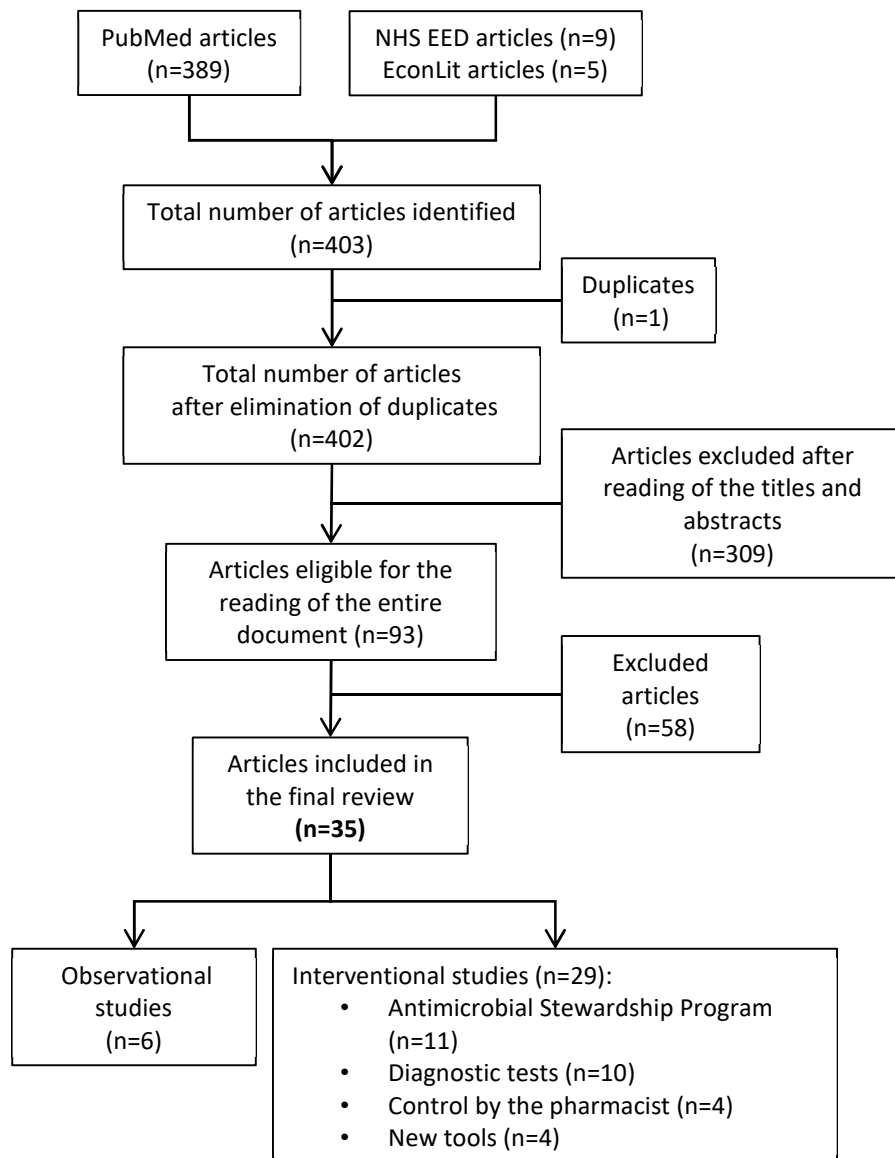 PubMed articles
(n=389)
NHS EED articles (n=9)
EconLit articles (n=5)
Total number of articles identified
(n=403)
Duplicates
(n=1)
Total number of articles
after elimination of duplicates
(n=402)
Articles excluded after
reading of the titles and
abstracts
(n=309)
Articles eligible for the
reading of the entire
document (n=93)
Excluded
articles
(n=58)
Articles included in
the final review
(n=35)
Observational
studies
(n=6)
Interventional studies (n=29):
• Antimicrobial Stewardship Program
(n=11)
• Diagnostic tests (n=10)
• Control by the pharmacist (n=4)
• New tools (n=4)